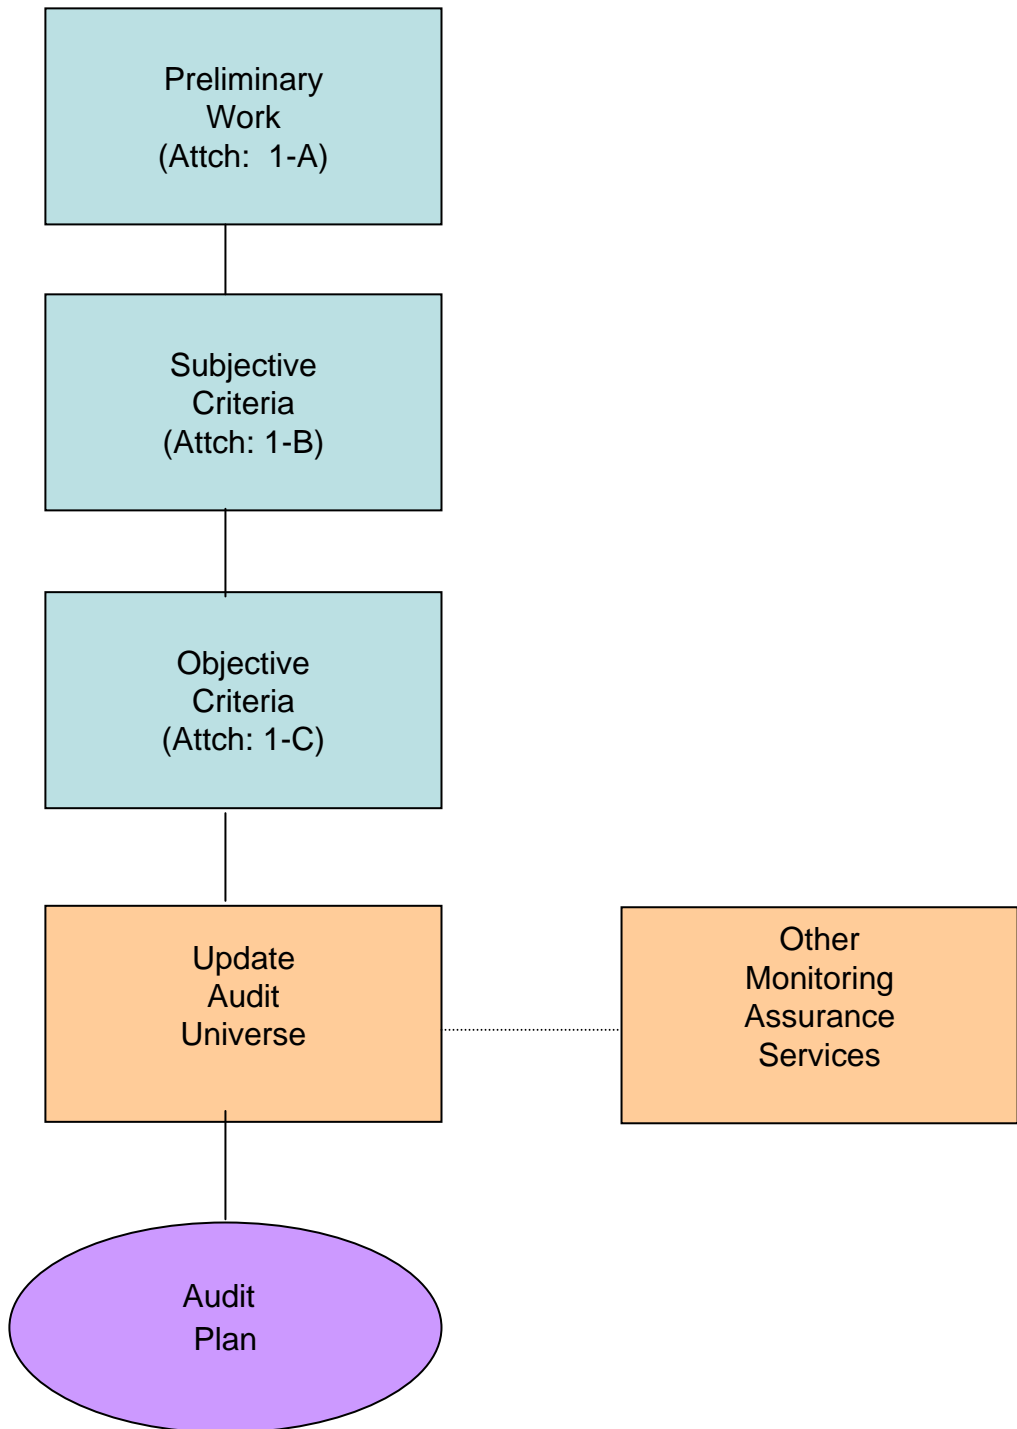 Preliminary
Work
(Attch:  1-A)
Subjective
Criteria
(Attch: 1-B)
Objective
Criteria
(Attch: 1-C)
Update
Audit
Universe
Other
Monitoring
Assurance
Services
Audit
Plan